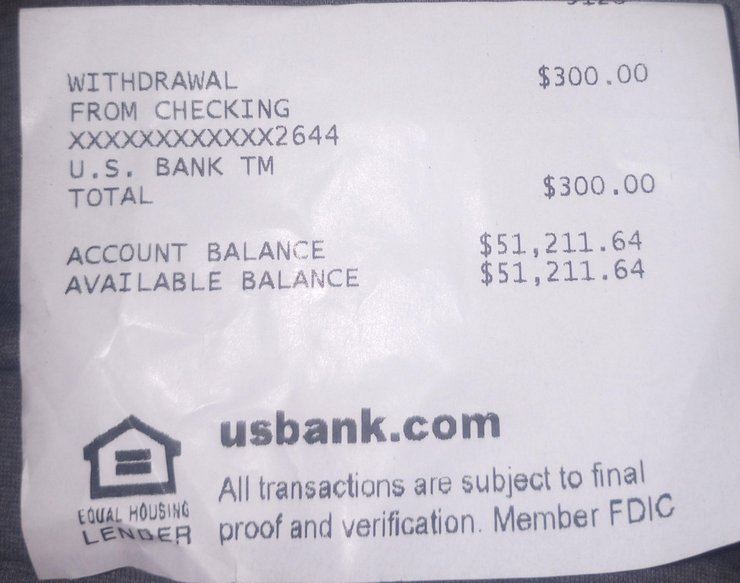 WITHDRAWAL $300.00
FROM CHECKING
XXXXXXXXXXXX2644
U.S. BANK TM
TOTAL $300.00
ACCOUNT BALANCE $51,211.64
AVAILABLE BALANCE $51,211.64
usbank.com
All transactions are subject to final
proof and verification. Member FDIC
EQUAL HOUSING
LENDER